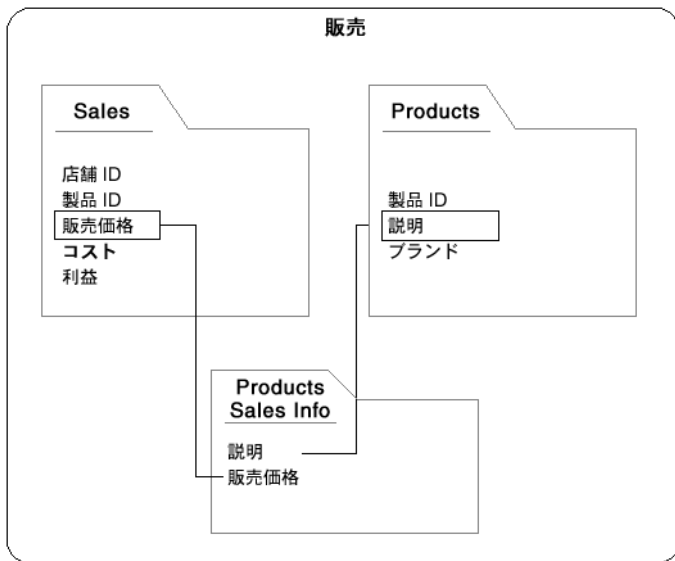 販売
Sales
店舗 ID
製品 ID
販売価格
コスト
利益
Products
製品 ID
説明
ブランド
Products
Sales Info
説明
販売価格